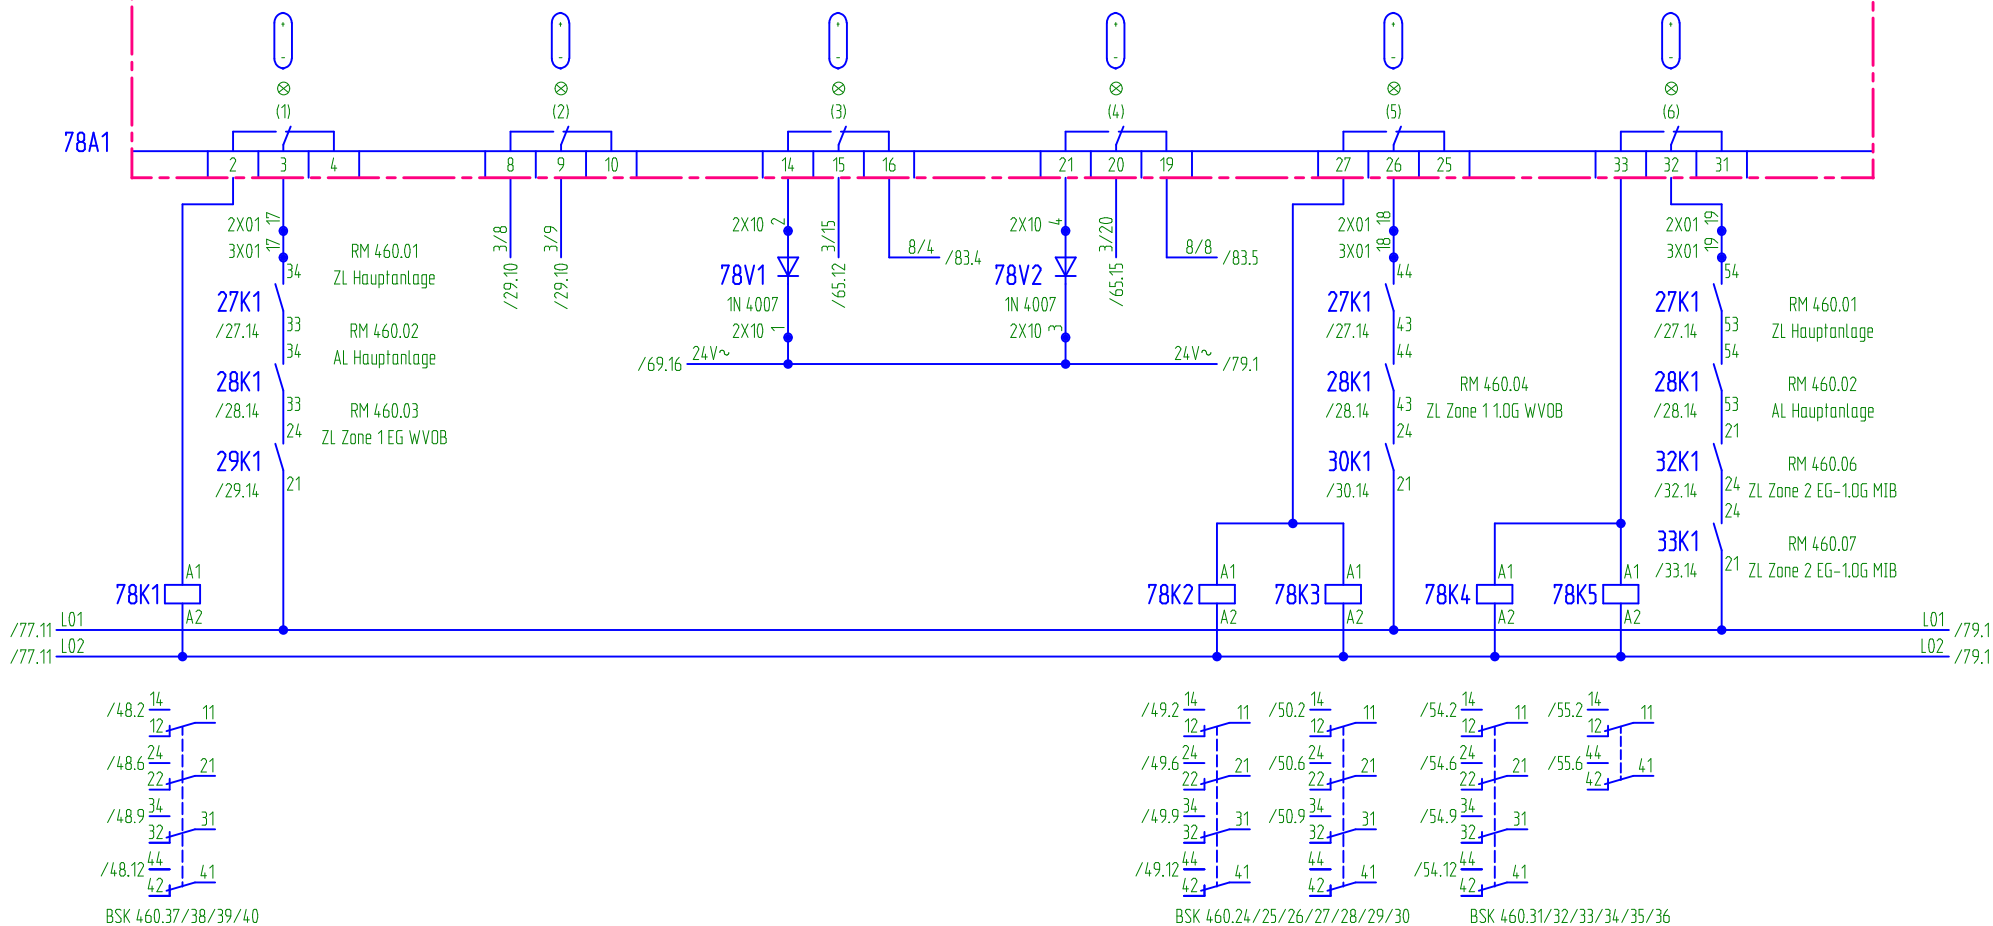 + + + + + +
- - - - - -
(1) (2) (3) (4) (5) (6)
78A1
2 3 4 8 9 10 14 15 16 21 20 19 27 26 25 33 32 31
2X01 17
3X01 17
34
27K1
/27.14
33
34
28K1
/28.14
33
24
29K1
/29.14
21
RM 460.01
ZL Hauptanlage
RM 460.02
AL Hauptanlage
RM 460.03
ZL Zone 1 EG WVOB
3/8
/29.10
3/9
/29.10
2X10 2
78V1
1N 4007
2X10 1
3/15
/65.12
8/4
/83.4
2X10 4
78V2
1N 4007
2X10 3
3/20
/65.15
8/8
/83.5
/69.16 24V~ 24V~ /79.1
2X01 18
3X01 18
44
27K1
/27.14
43
44
28K1
/28.14
43
24
30K1
/30.14
21
RM 460.04
ZL Zone 1 1.OG WVOB
2X01 19
3X01 19
54
27K1
/27.14
53
54
28K1
/28.14
53
21
32K1
/32.14
24
24
33K1
/33.14
21
RM 460.01
ZL Hauptanlage
RM 460.02
AL Hauptanlage
RM 460.06
ZL Zone 2 EG-1.OG MIB
RM 460.07
ZL Zone 2 EG-1.OG MIB
A1 A1 A1 A1 A1
78K1 78K2 78K3 78K4 78K5
A2 A2 A2 A2 A2
/77.11 L01 L01 /79.1
/77.11 L02 L02 /79.1
/48.2 14
12 11
/48.6 24
22 21
/48.9 34
32 31
/48.12 44
42 41
BSK 460.37/38/39/40
/49.2 14
12 11
/49.6 24
22 21
/49.9 34
32 31
/49.12 44
42 41
/50.2 14
12 11
/50.6 24
22 21
/50.9 34
32 31
44
42 41
BSK 460.24/25/26/27/28/29/30
/54.2 14
12 11
/54.6 24
22 21
/54.9 34
32 31
/54.12 44
42 41
/55.2 14
12 11
/55.6 44
42 41
BSK 460.31/32/33/34/35/36